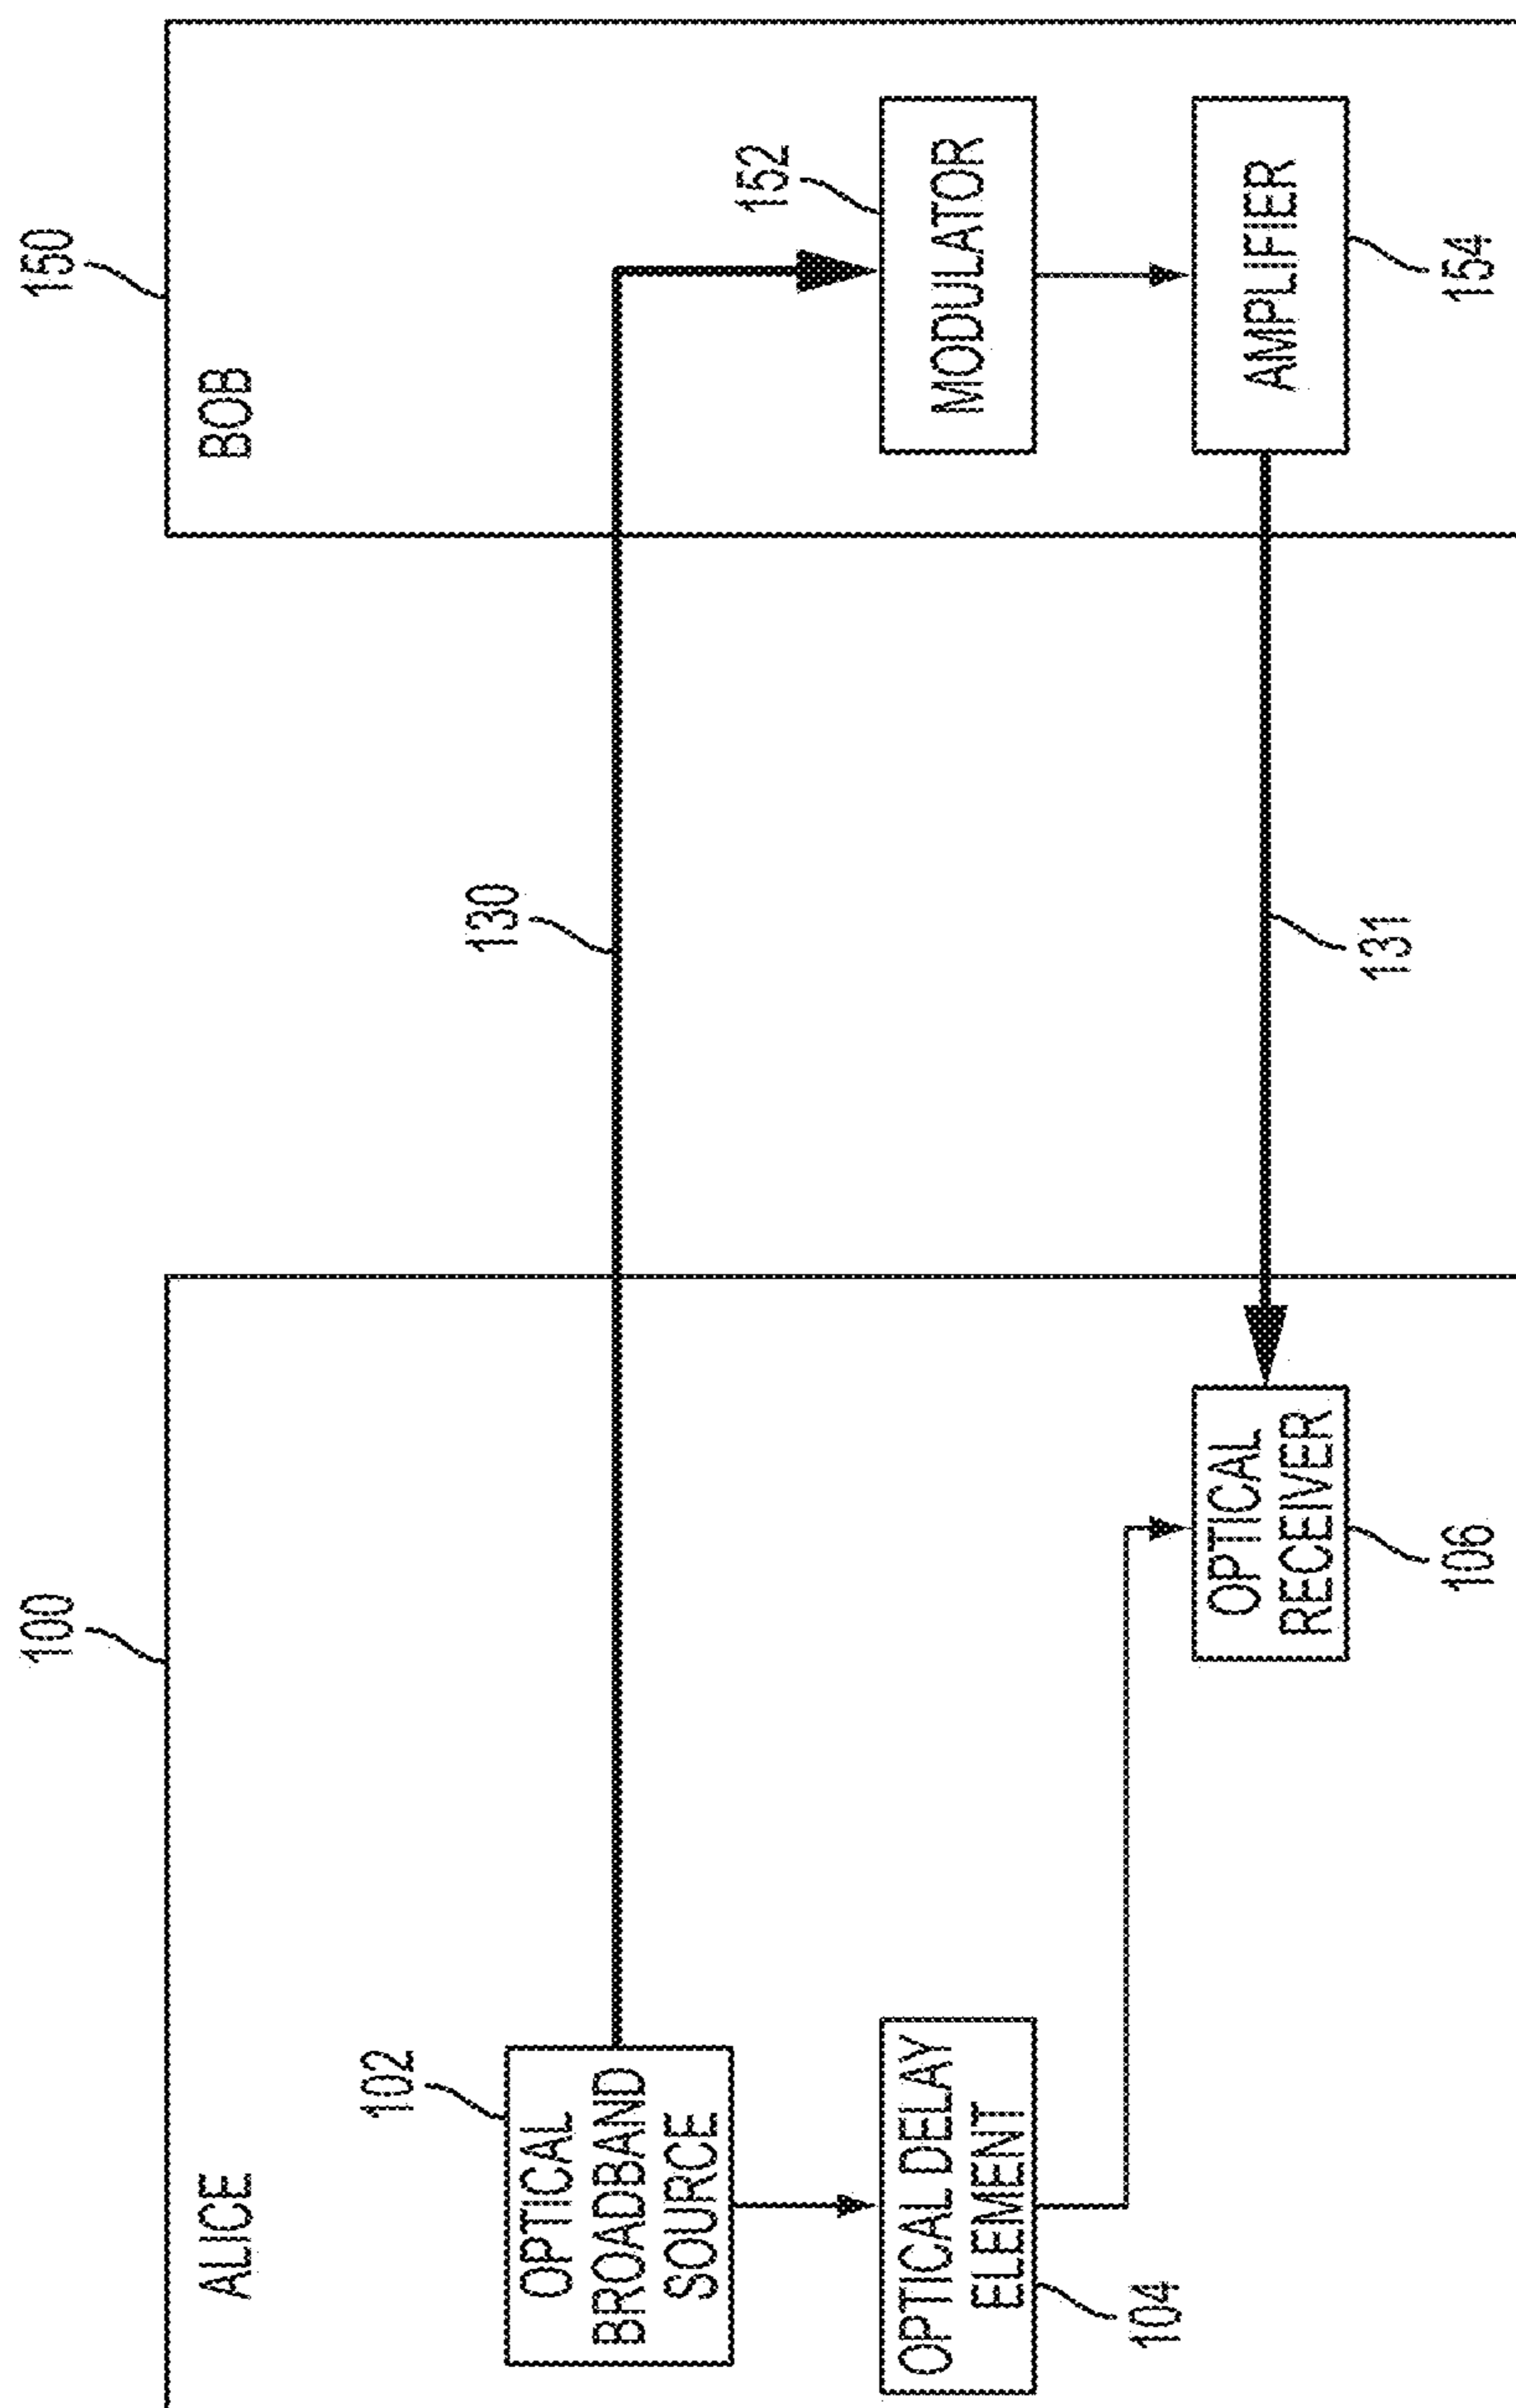 100
150
ALICE
BOB
102
OPTICAL
BROADBAND
SOURCE
130
152
OPTICAL DELAY
ELEMENT
104
MODULATOR
OPTICAL
RECEIVER
106
131
AMPLIFIER
154